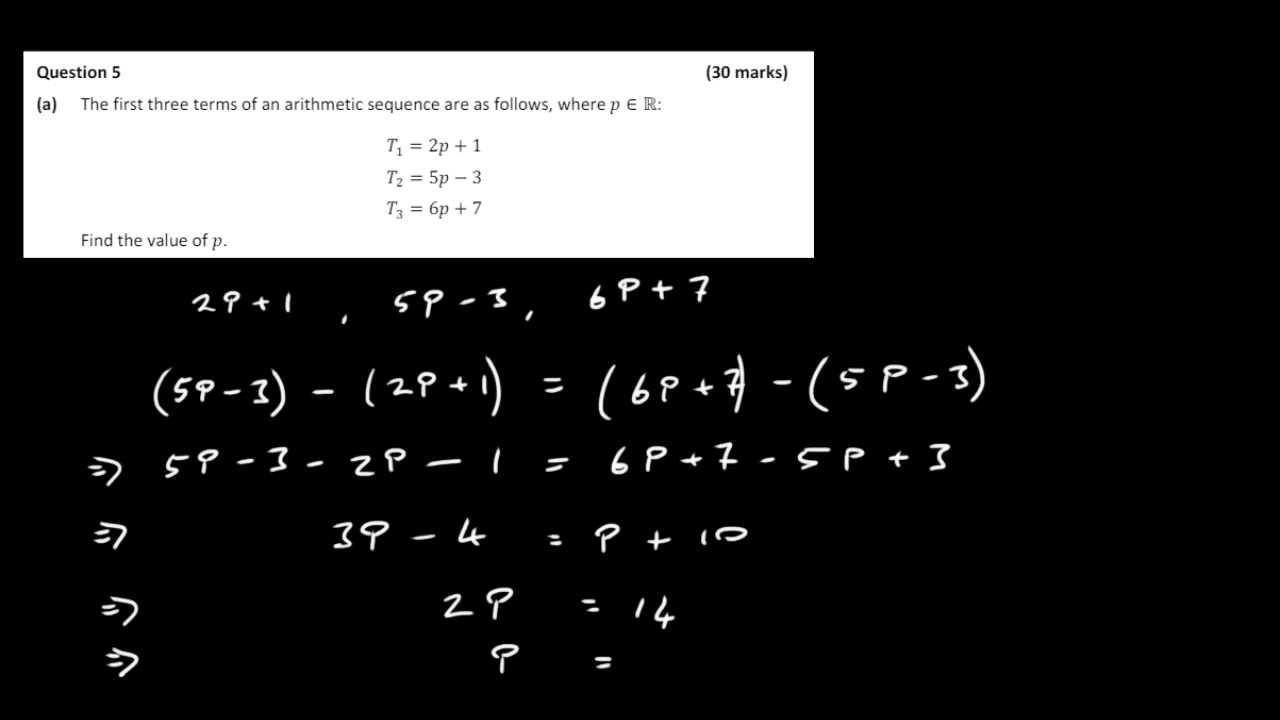 Question 5 (30 marks)
(a) The first three terms of an arithmetic sequence are as follows, where p ∈ ℝ:
T₁ = 2p + 1
T₂ = 5p − 3
T₃ = 6p + 7
Find the value of p.
2P + 1 , 5P - 3 , 6P + 7
(5P - 3) - (2P + 1) = (6P + 7) - (5P - 3)
⇒ 5P - 3 - 2P - 1 = 6P + 7 - 5P + 3
⇒ 3P - 4 = P + 10
⇒ 2P = 14
⇒ P =